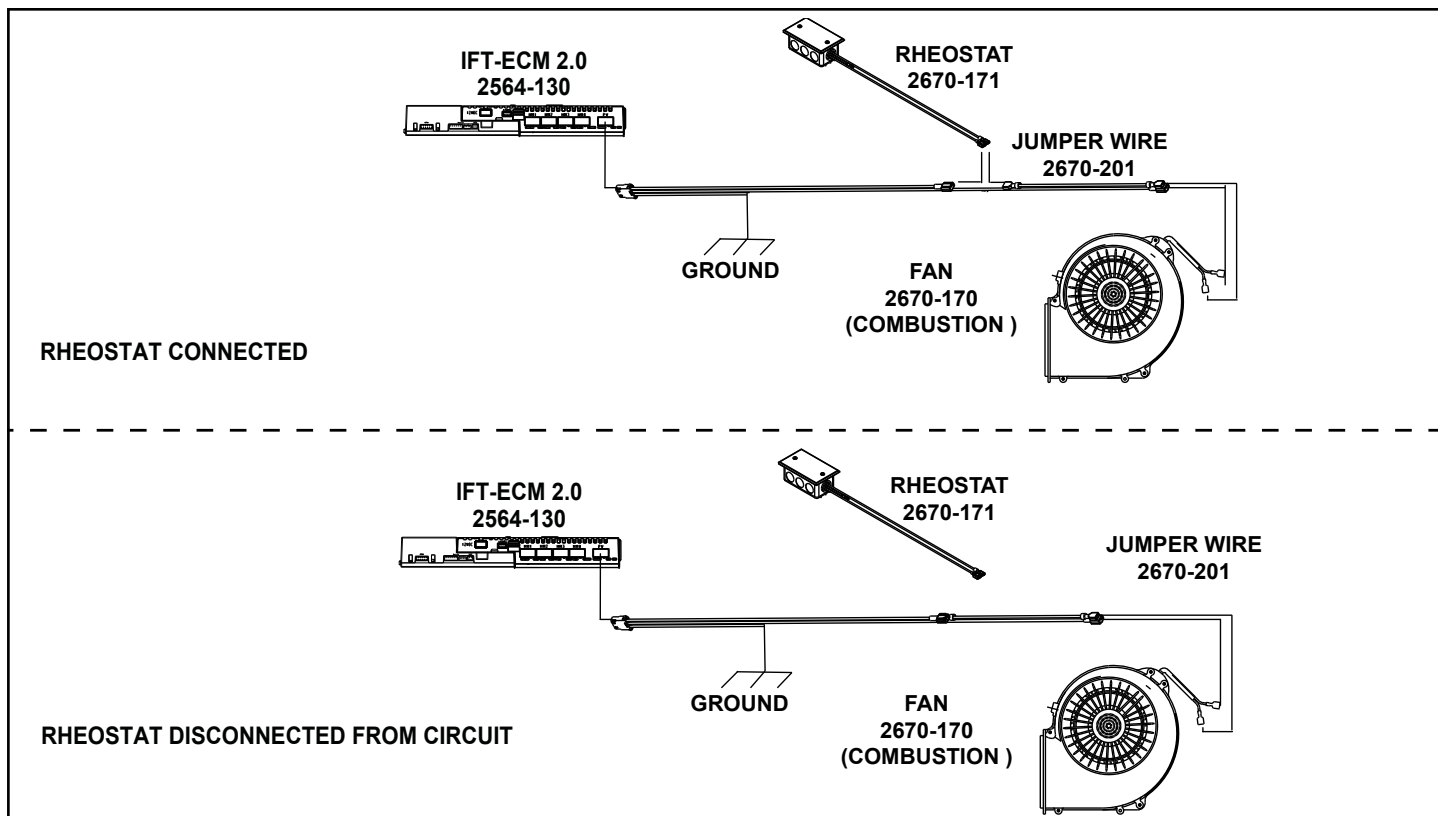 IFT-ECM 2.0
2564-130
RHEOSTAT
2670-171
JUMPER WIRE
2670-201
GROUND
FAN
2670-170
(COMBUSTION )
RHEOSTAT CONNECTED
IFT-ECM 2.0
2564-130
RHEOSTAT
2670-171
JUMPER WIRE
2670-201
GROUND
FAN
2670-170
(COMBUSTION )
RHEOSTAT DISCONNECTED FROM CIRCUIT